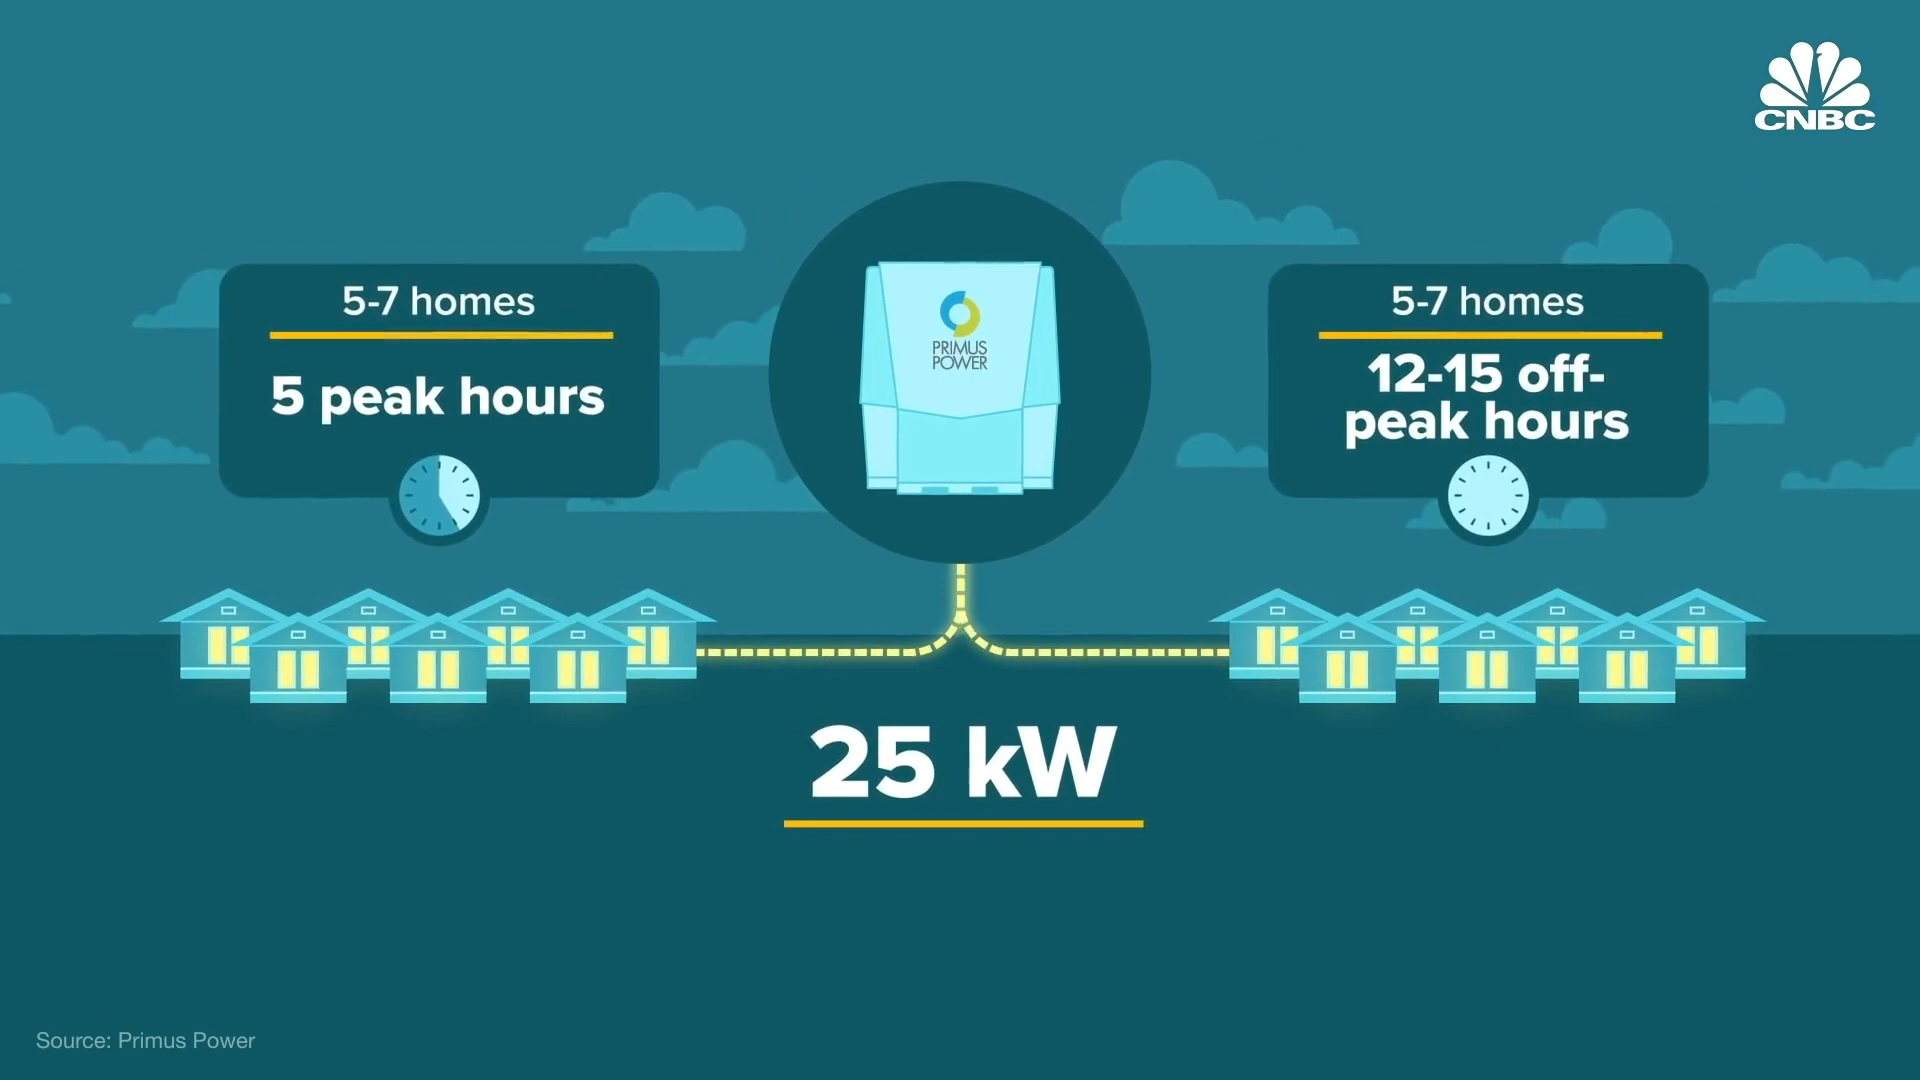 CNBC
5-7 homes
5 peak hours
PRIMUS
POWER
5-7 homes
12-15 off-
peak hours
25 kW
Source: Primus Power